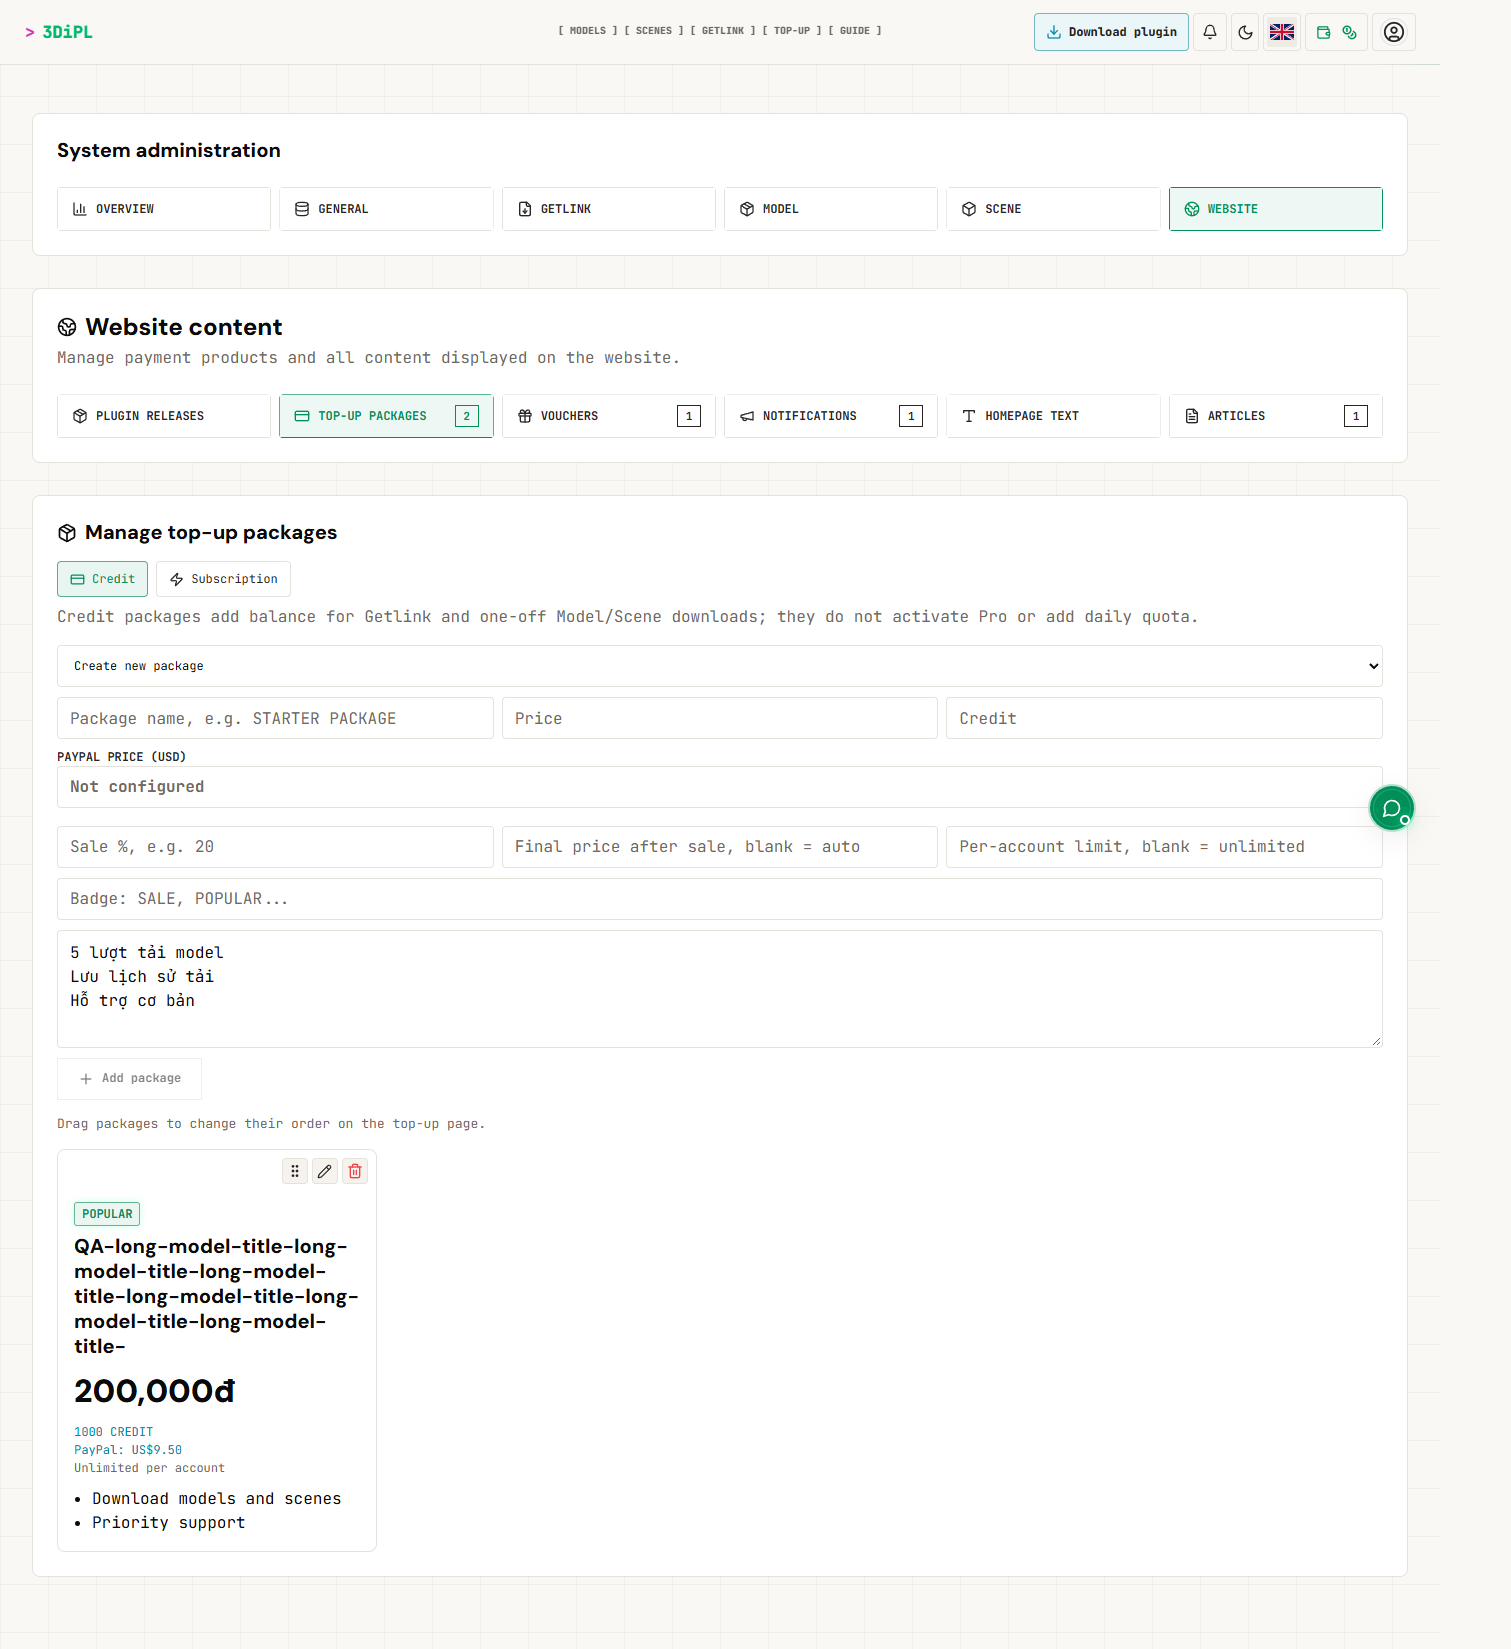 > 3DiPL
[ MODELS ] [ SCENES ] [ GETLINK ] [ TOP-UP ] [ GUIDE ]
Download plugin
System administration
OVERVIEW
GENERAL
GETLINK
MODEL
SCENE
WEBSITE
Website content
Manage payment products and all content displayed on the website.
PLUGIN RELEASES
TOP-UP PACKAGES 2
VOUCHERS 1
NOTIFICATIONS 1
HOMEPAGE TEXT
ARTICLES 1
Manage top-up packages
Credit
Subscription
Credit packages add balance for Getlink and one-off Model/Scene downloads; they do not activate Pro or add daily quota.
Create new package
Package name, e.g. STARTER PACKAGE
Price
Credit
PAYPAL PRICE (USD)
Not configured
Sale %, e.g. 20
Final price after sale, blank = auto
Per-account limit, blank = unlimited
Badge: SALE, POPULAR...
5 lượt tải model
Lưu lịch sử tải
Hỗ trợ cơ bản
+ Add package
Drag packages to change their order on the top-up page.
POPULAR
QA-long-model-title-long-
model-title-long-model-
title-long-model-title-long-
model-title-long-model-
title-
200,000đ
1000 CREDIT
PayPal: US$9.50
Unlimited per account
• Download models and scenes
• Priority support